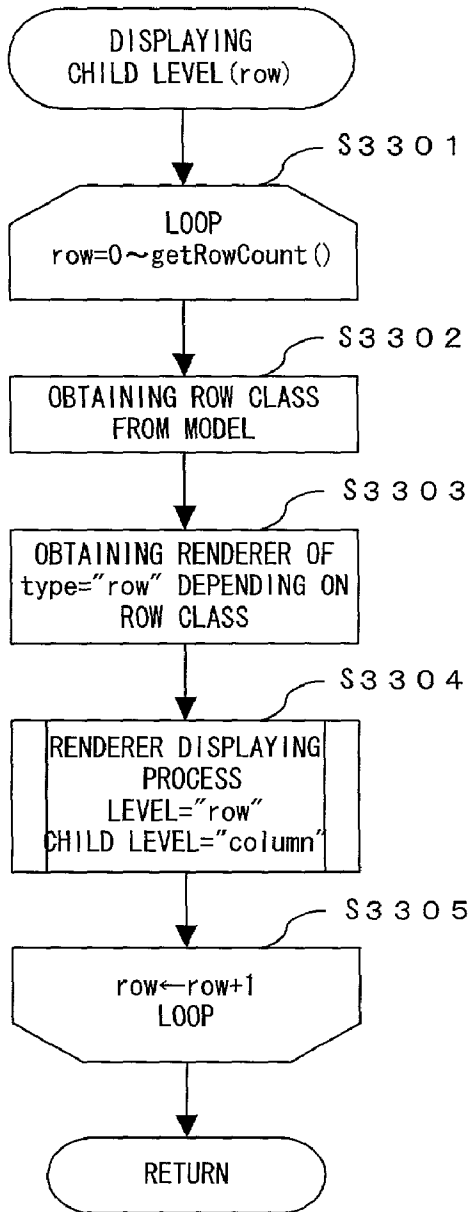 DISPLAYING
CHILD LEVEL(row)
S3301
LOOP
row=0~getRowCount()
S3302
OBTAINING ROW CLASS
FROM MODEL
S3303
OBTAINING RENDERER OF
type="row" DEPENDING ON
ROW CLASS
S3304
RENDERER DISPLAYING
PROCESS
LEVEL="row"
CHILD LEVEL="column"
S3305
row←row+1
LOOP
RETURN